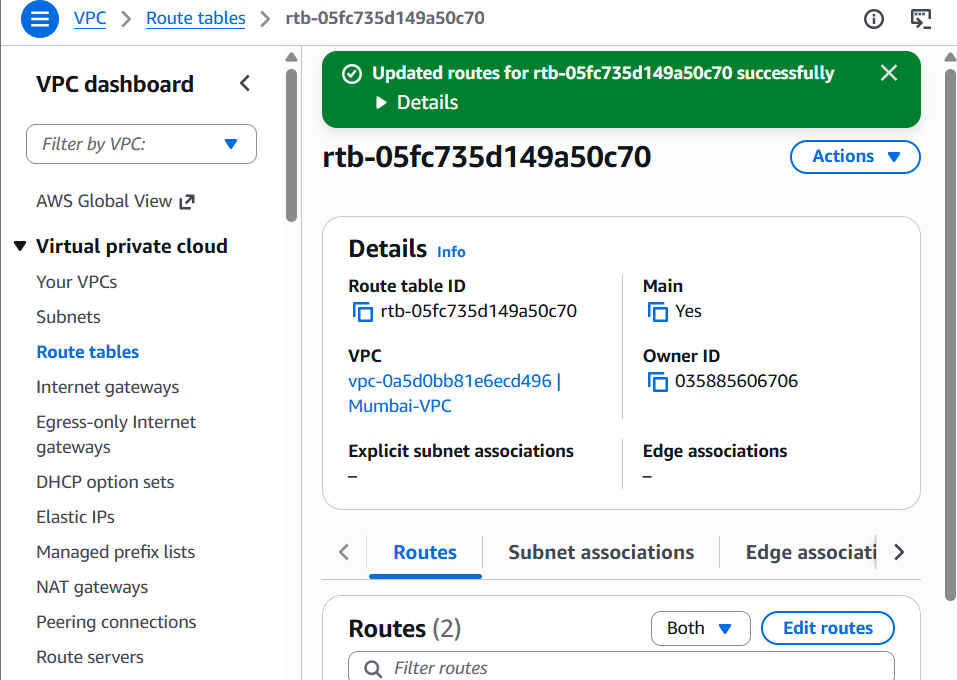 VPC > Route tables > rtb-05fc735d149a50c70
VPC dashboard
Filter by VPC:
AWS Global View
Virtual private cloud
Your VPCs
Subnets
Route tables
Internet gateways
Egress-only Internet
gateways
DHCP option sets
Elastic IPs
Managed prefix lists
NAT gateways
Peering connections
Route servers
Updated routes for rtb-05fc735d149a50c70 successfully
Details
rtb-05fc735d149a50c70
Actions
Details Info
Route table ID
rtb-05fc735d149a50c70
Main
Yes
VPC
vpc-0a5d0bb81e6ecd496 |
Mumbai-VPC
Owner ID
035885606706
Explicit subnet associations
–
Edge associations
–
Routes Subnet associations Edge associati
Routes (2) Both Edit routes
Filter routes